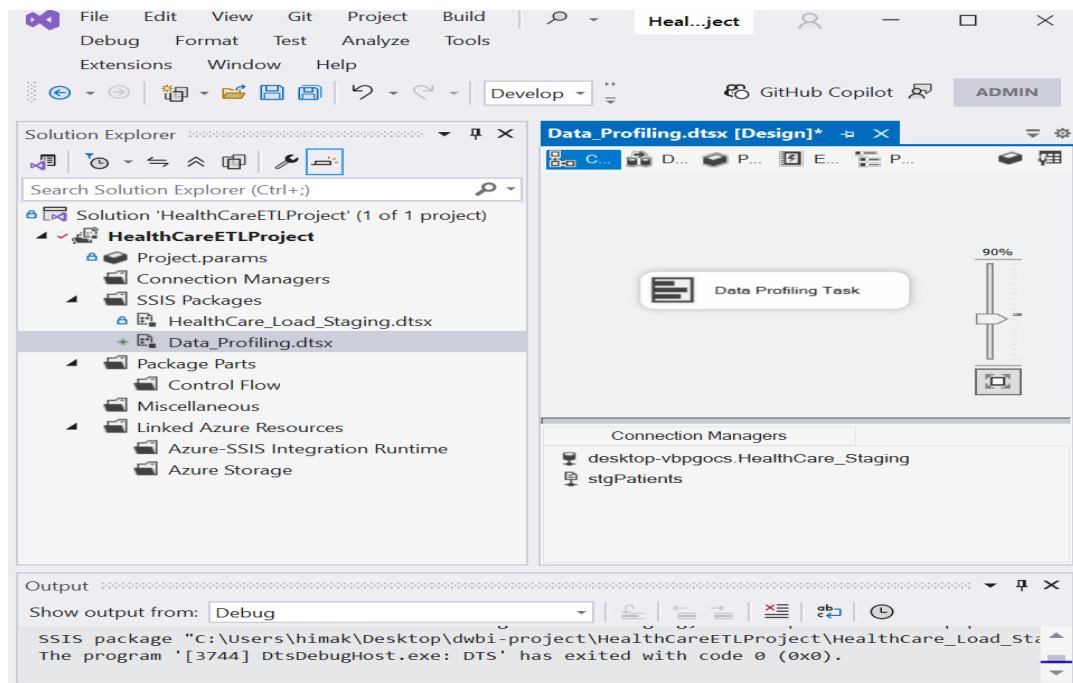 File Edit View Git Project Build Heal...ject
Debug Format Test Analyze Tools
Extensions Window Help
Develop GitHub Copilot ADMIN
Solution Explorer
Search Solution Explorer (Ctrl+;)
Solution 'HealthCareETLProject' (1 of 1 project)
HealthCareETLProject
Project.params
Connection Managers
SSIS Packages
HealthCare_Load_Staging.dtsx
Data_Profiling.dtsx
Package Parts
Control Flow
Miscellaneous
Linked Azure Resources
Azure-SSIS Integration Runtime
Azure Storage
Data_Profiling.dtsx [Design]*
C... D... P... E... P...
90%
Data Profiling Task
Connection Managers
desktop-vbpgocs.HealthCare_Staging
stgPatients
Output
Show output from: Debug
SSIS package "C:\Users\himak\Desktop\dwbi-project\HealthCareETLProject\HealthCare_Load_Sta
The program '[3744] DtsDebugHost.exe: DTS' has exited with code 0 (0x0).